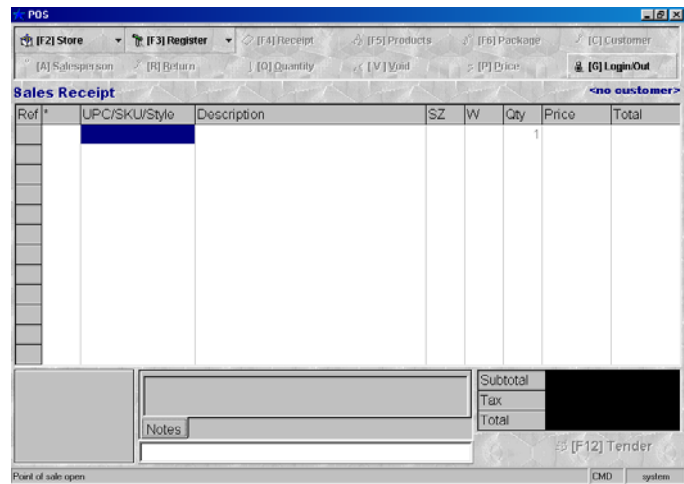 POS
[F2] Store [F3] Register [F4] Receipt [F5] Products [F6] Package [C] Customer
[A] Salesperson [R] Return [Q] Quantity [V] Void [P] Price [G] Login/Out
Sales Receipt <no customer>
Ref * UPC/SKU/Style Description SZ W Qty Price Total
1
Subtotal
Tax
Total
Notes
[F12] Tender
Point of sale open CMD system